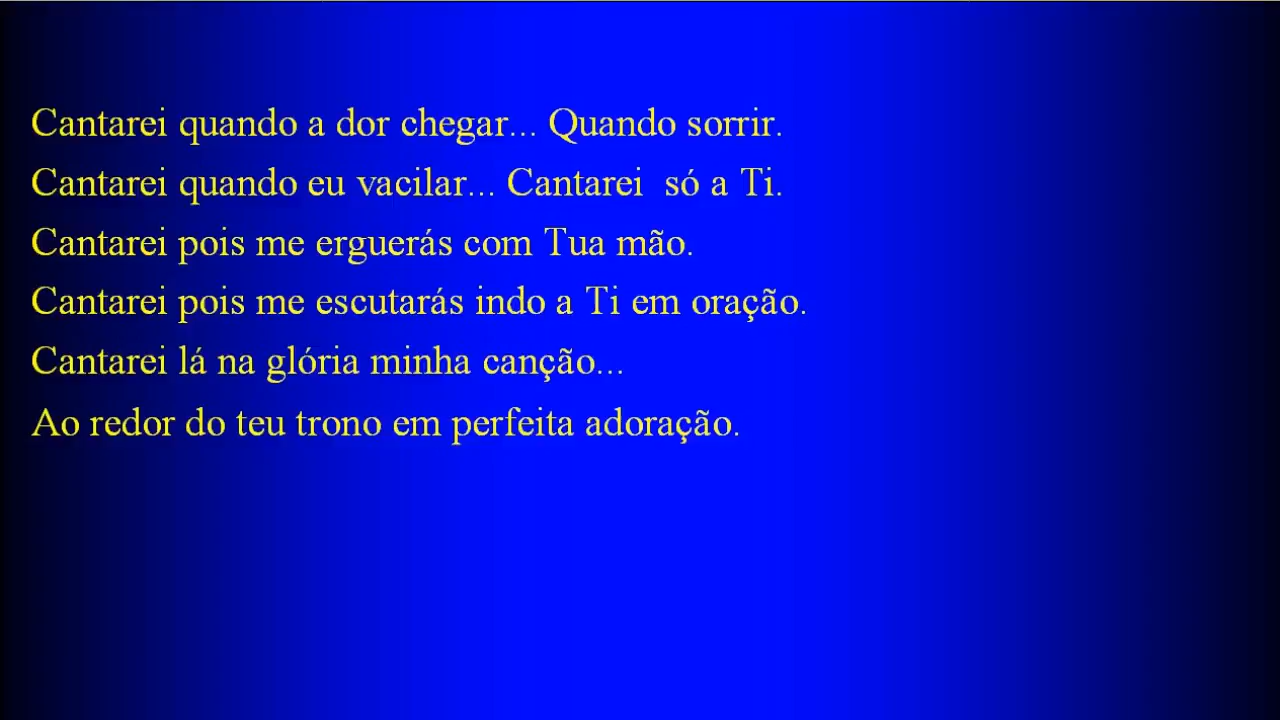 Cantarei quando a dor chegar... Quando sorrir.
Cantarei quando eu vacilar... Cantarei  só a Ti.
Cantarei pois me erguerás com Tua mão.
Cantarei pois me escutarás indo a Ti em oração.
Cantarei lá na glória minha canção...
Ao redor do teu trono em perfeita adoração.